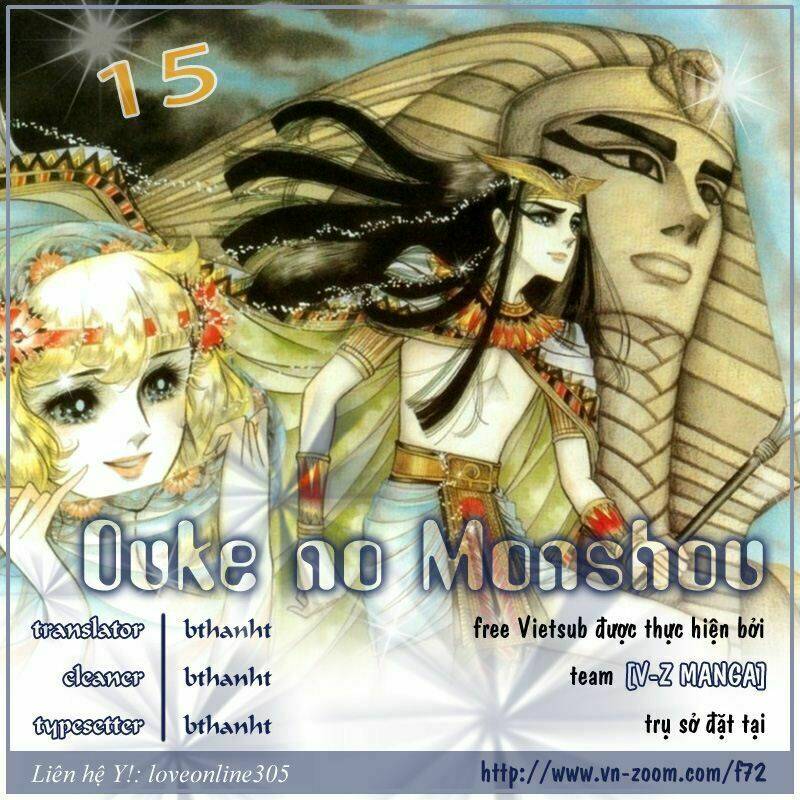 15
Ouke no Monshou
translator bthanht
free Vietsub được thực hiện bởi
cleaner bthanht
team [V-Z MANGA]
typesetter bthanht
trụ sở đặt tại
Liên hệ Y!: loveonline305
http://www.vn-zoom.com/f72